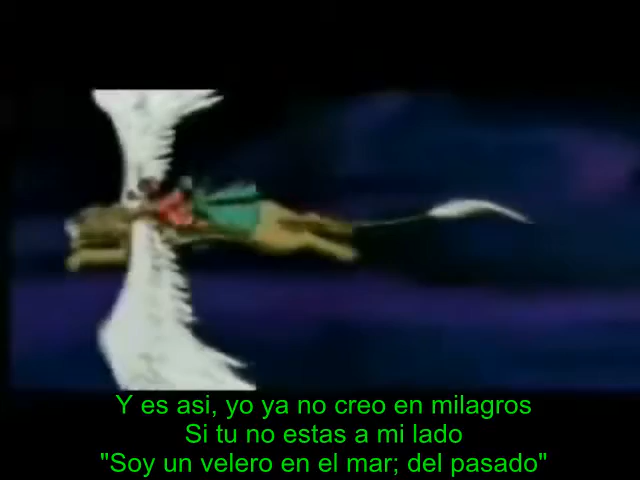 Y es asi, yo ya no creo en milagros
Si tu no estas a mi lado
"Soy un velero en el mar; del pasado"